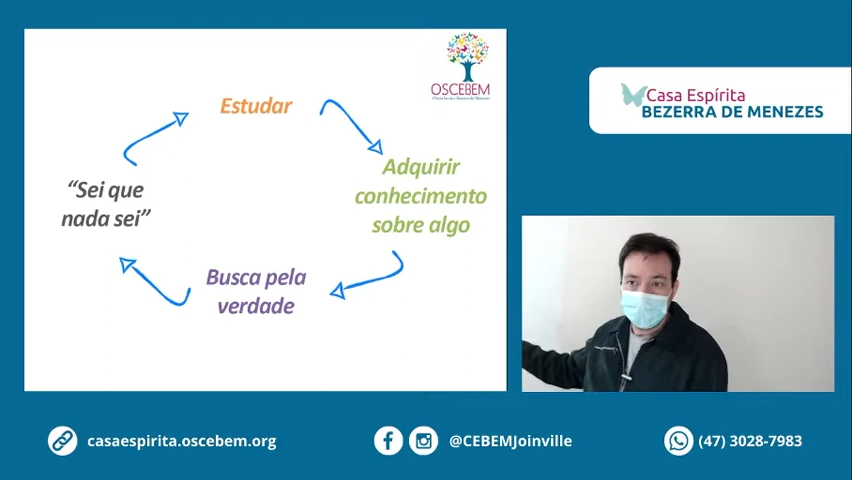 OSCEBEM
Estudar
Adquirir
conhecimento
sobre algo
Busca pela
verdade
“Sei que
nada sei”
Casa Espírita
BEZERRA DE MENEZES
casaespirita.oscebem.org
@CEBEMJoinville
(47) 3028-7983